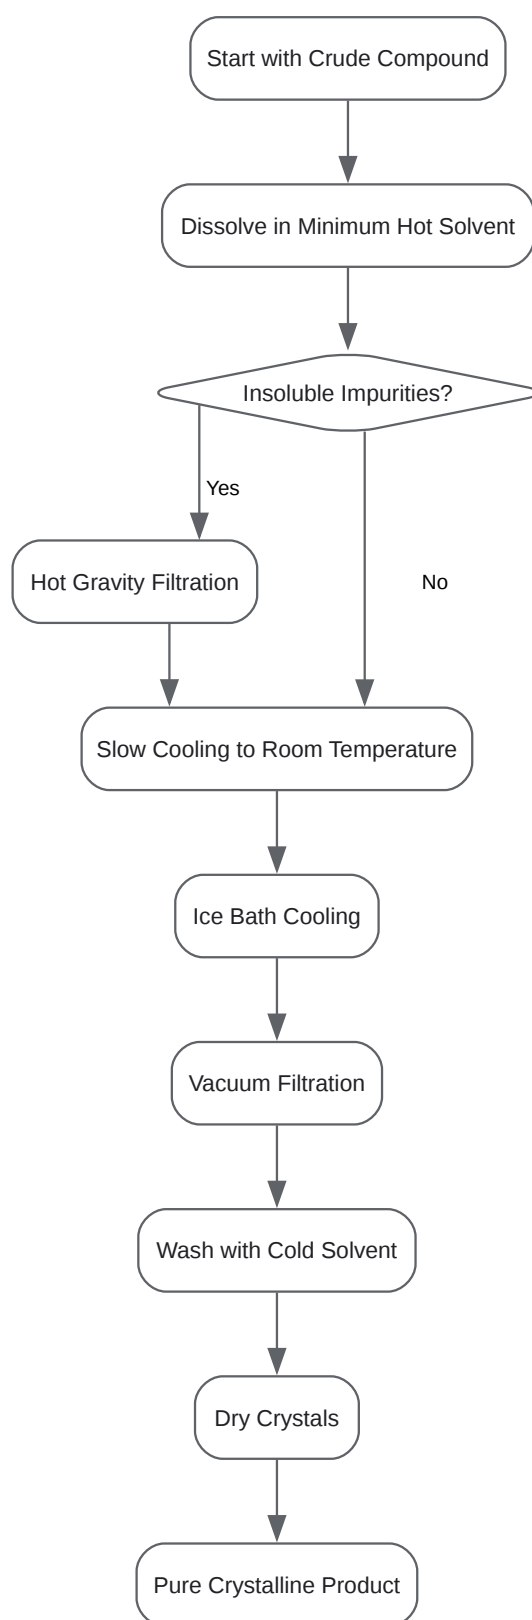 Start with Crude Compound
Dissolve in Minimum Hot Solvent
Insoluble Impurities?
Yes
Hot Gravity Filtration
No
Slow Cooling to Room Temperature
Ice Bath Cooling
Vacuum Filtration
Wash with Cold Solvent
Dry Crystals
Pure Crystalline Product